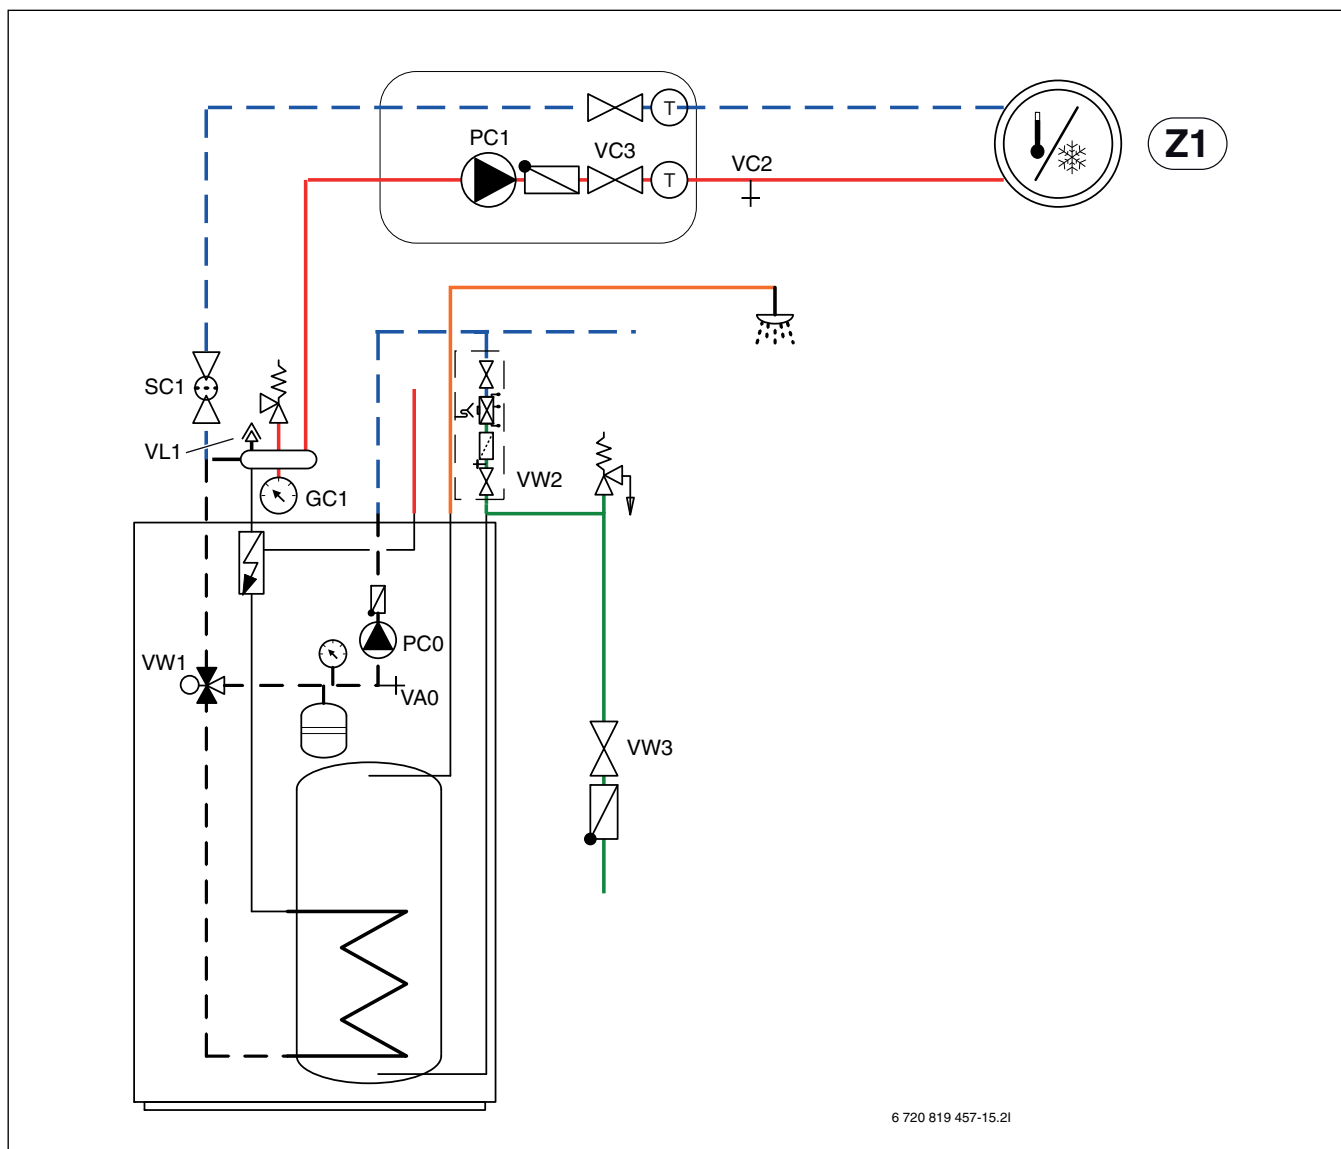 T
PC1
VC3
T
VC2
Z1
SC1
VL1
GC1
VW2
PC0
VW1
VA0
VW3
6 720 819 457-15.2I